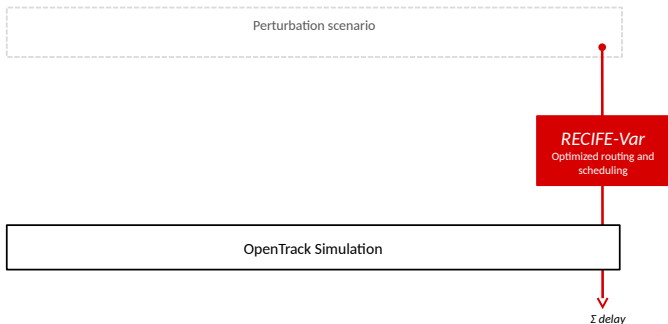 Perturbation scenario
RECIFE-Var
Optimized routing and
scheduling
OpenTrack Simulation
Σ delay